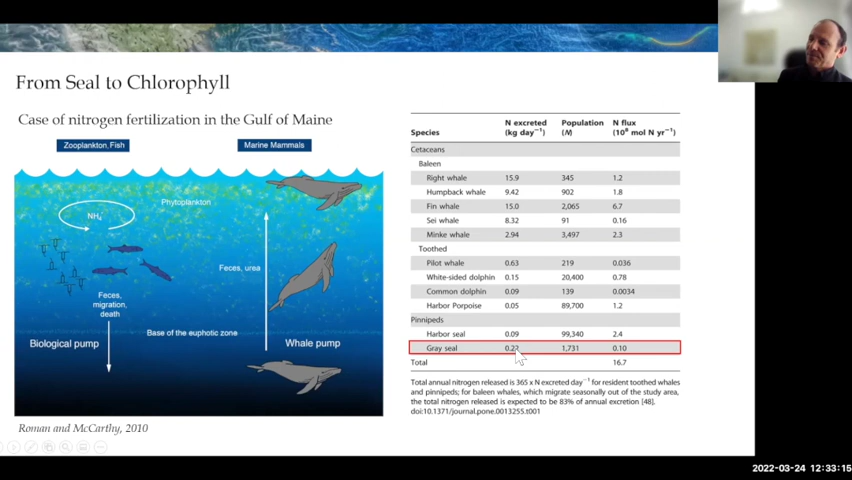 From Seal to Chlorophyll
Case of nitrogen fertilization in the Gulf of Maine
Zooplankton, Fish
Marine Mammals
Phytoplankton
NH₄
Feces, urea
Feces,
migration,
death
Base of the euphotic zone
Biological pump
Whale pump
Roman and McCarthy, 2010
Species N excreted (kg day⁻¹) Population (N) N flux (10⁸ mol N yr⁻¹)
Cetaceans
Baleen
Right whale 15.9 345 1.2
Humpback whale 9.42 902 1.8
Fin whale 15.0 2,065 6.7
Sei whale 8.32 91 0.16
Minke whale 2.94 3,497 2.3
Toothed
Pilot whale 0.63 219 0.036
White-sided dolphin 0.15 20,400 0.78
Common dolphin 0.09 139 0.0034
Harbor Porpoise 0.05 89,700 1.2
Pinnipeds
Harbor seal 0.09 99,340 2.4
Gray seal 1,731 0.10
Total 16.7
Total annual nitrogen released is 365 x N excreted day⁻¹ for resident toothed whales
and pinnipeds; for baleen whales, which migrate seasonally out of the study area,
the total nitrogen released is expected to be 83% of annual excretion [48].
doi:10.1371/journal.pone.0013255.t001
2022-03-24 12:33:15